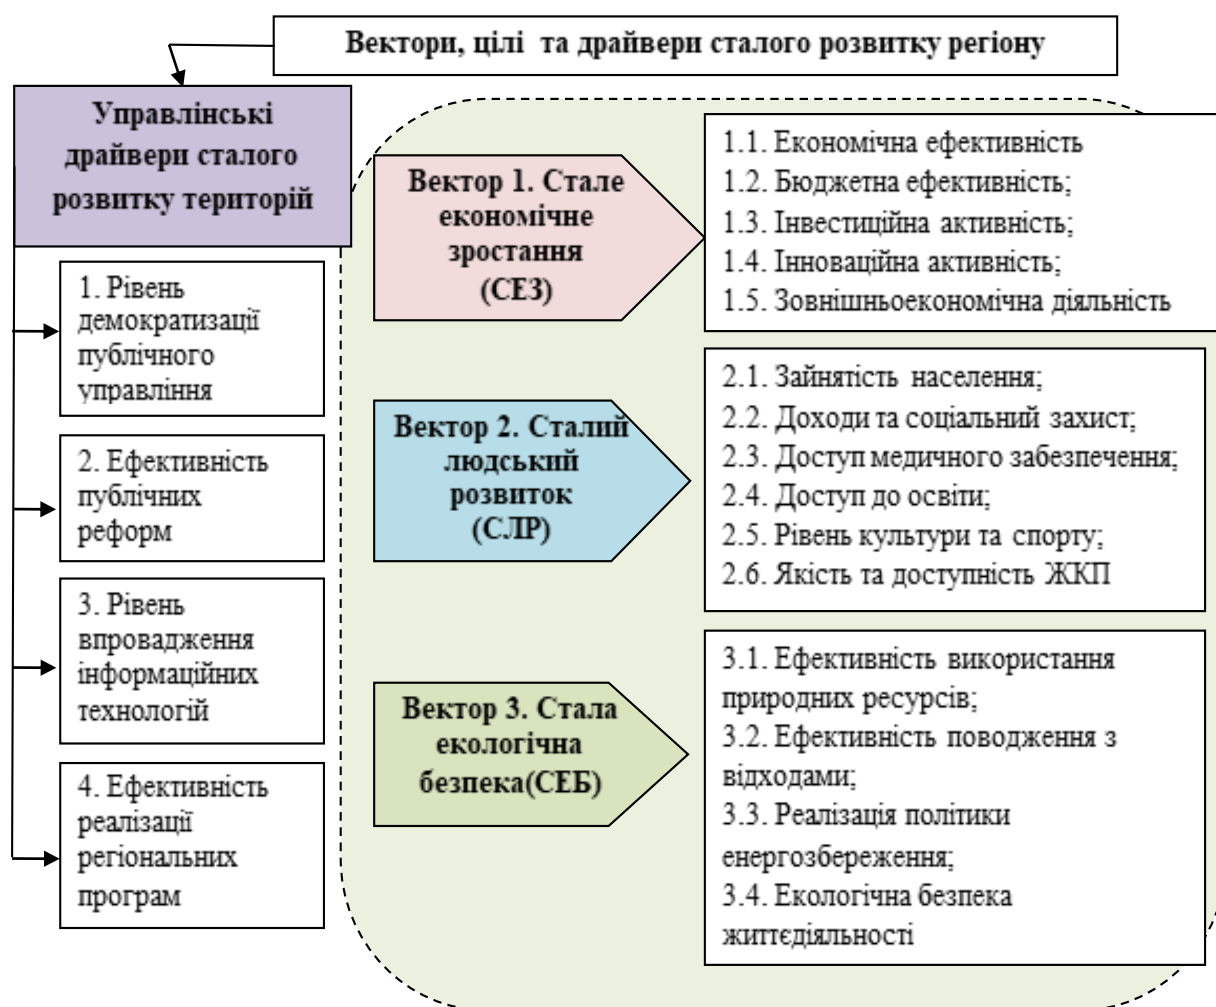 Вектори, цілі та драйвери сталого розвитку регіону
Управлінські
драйвери сталого
розвитку територій
1. Рівень
демократизації
публічного
управління
2. Ефективність
публічних
реформ
3. Рівень
впровадження
інформаційних
технологій
4. Ефективність
реалізації
регіональних
програм
Вектор 1. Стале
економічне
зростання
(СЕЗ)
1.1. Економічна ефективність
1.2. Бюджетна ефективність;
1.3. Інвестиційна активність;
1.4. Інноваційна активність;
1.5. Зовнішньоекономічна діяльність
Вектор 2. Сталий
людський
розвиток
(СЛР)
2.1. Зайнятість населення;
2.2. Доходи та соціальний захист;
2.3. Доступ медичного забезпечення;
2.4. Доступ до освіти;
2.5. Рівень культури та спорту;
2.6. Якість та доступність ЖКП
Вектор 3. Стала
екологічна
безпека(СЕБ)
3.1. Ефективність використання
природних ресурсів;
3.2. Ефективність поводження з
відходами;
3.3. Реалізація політики
енергозбереження;
3.4. Екологічна безпека
життєдіяльності